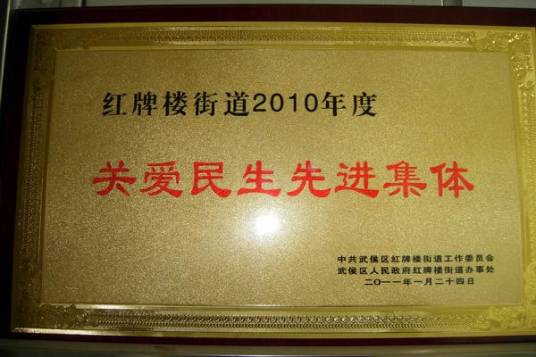 红牌楼街道2010年度
关爱民生先进集体
中共武侯区红牌楼街道工作委员会
武侯区人民政府红牌楼街道办事处
二〇一一年一月二十四日